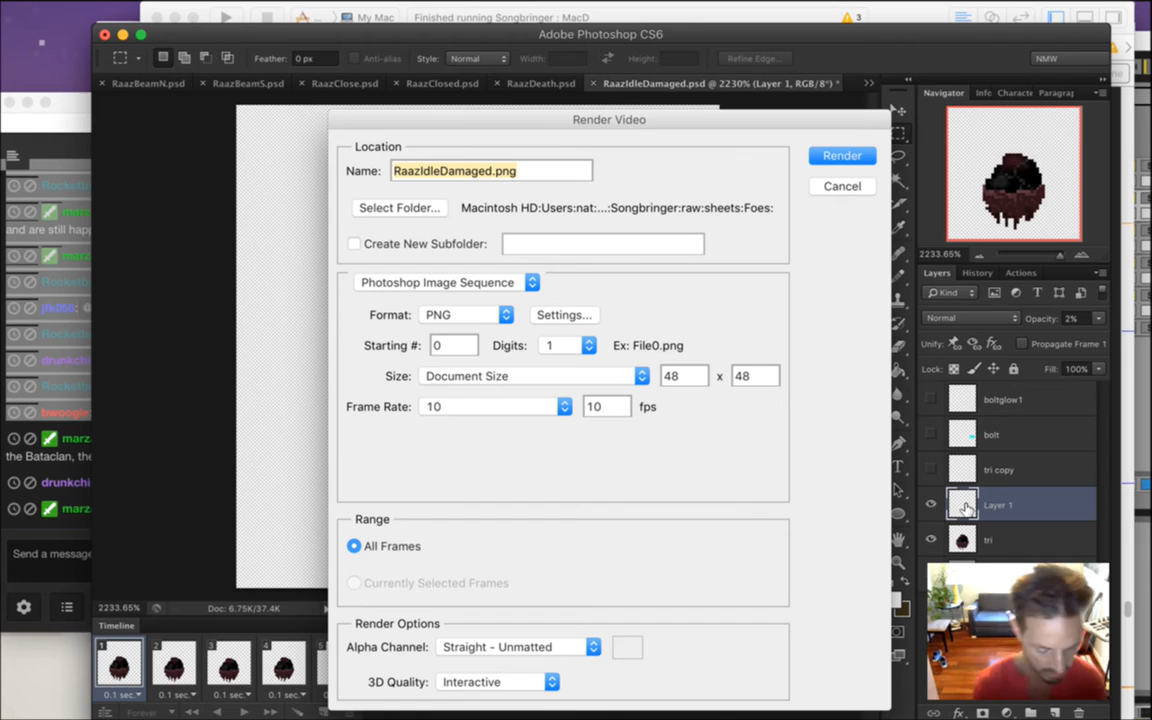 My Mac
Finished running Songbringer : MacD
3
Adobe Photoshop CS6
Feather: 0 px
Anti-alias
Style: Normal
Width:
Height:
Refine Edge...
NMW
× RaazBeamN.psd
× RaazBeamS.psd
× RaazClose.psd
× RaazClosed.psd
× RaazDeath.psd
× RaazIdleDamaged.psd @ 2230% (Layer 1, RGB/8*) *
Render Video
Location
Name: RaazIdleDamaged.png
Select Folder...
Macintosh HD:Users:nat:...:Songbringer:raw:sheets:Foes:
Create New Subfolder:
Render
Cancel
Photoshop Image Sequence
Format: PNG
Settings...
Starting #: 0
Digits: 1
Ex: File0.png
Size: Document Size
48 x 48
Frame Rate: 10
10 fps
Range
All Frames
Currently Selected Frames
Render Options
Alpha Channel: Straight - Unmatted
3D Quality: Interactive
Navigator
Info
Paragrap
2233.65%
Layers
History
Actions
Kind
Normal
Opacity: 2%
Unify:
Propagate Frame 1
Lock:
Fill: 100%
boltglow1
bolt
tri copy
Layer 1
tri
and are still happ
the Bataclan, the
drunkchi
Send a message
2233.65%
Doc: 6.75K/37.4K
Timeline
1
2
3
4
5
0.1 sec.
0.1 sec.
0.1 sec.
0.1 sec.
Forever